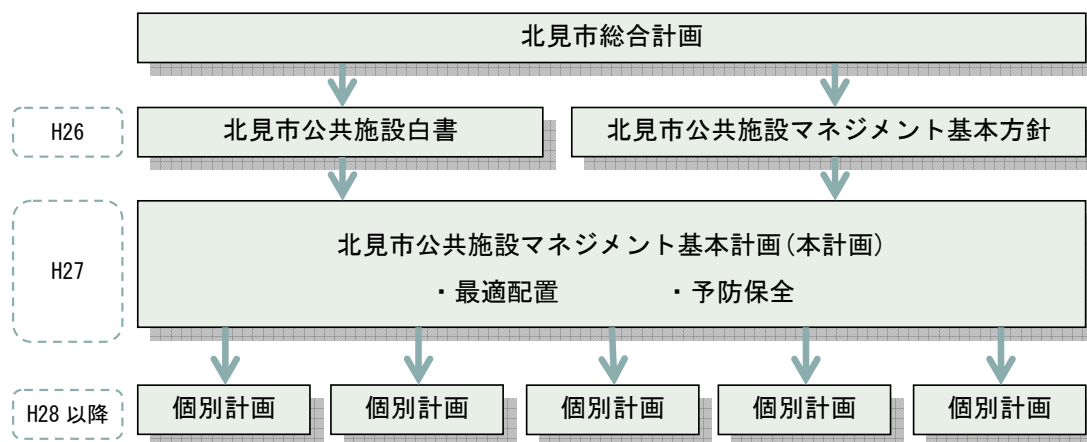 北見市総合計画
H26
北見市公共施設白書
北見市公共施設マネジメント基本方針
H27
北見市公共施設マネジメント基本計画(本計画)
・最適配置 ・予防保全
H28 以降
個別計画
個別計画
個別計画
個別計画
個別計画